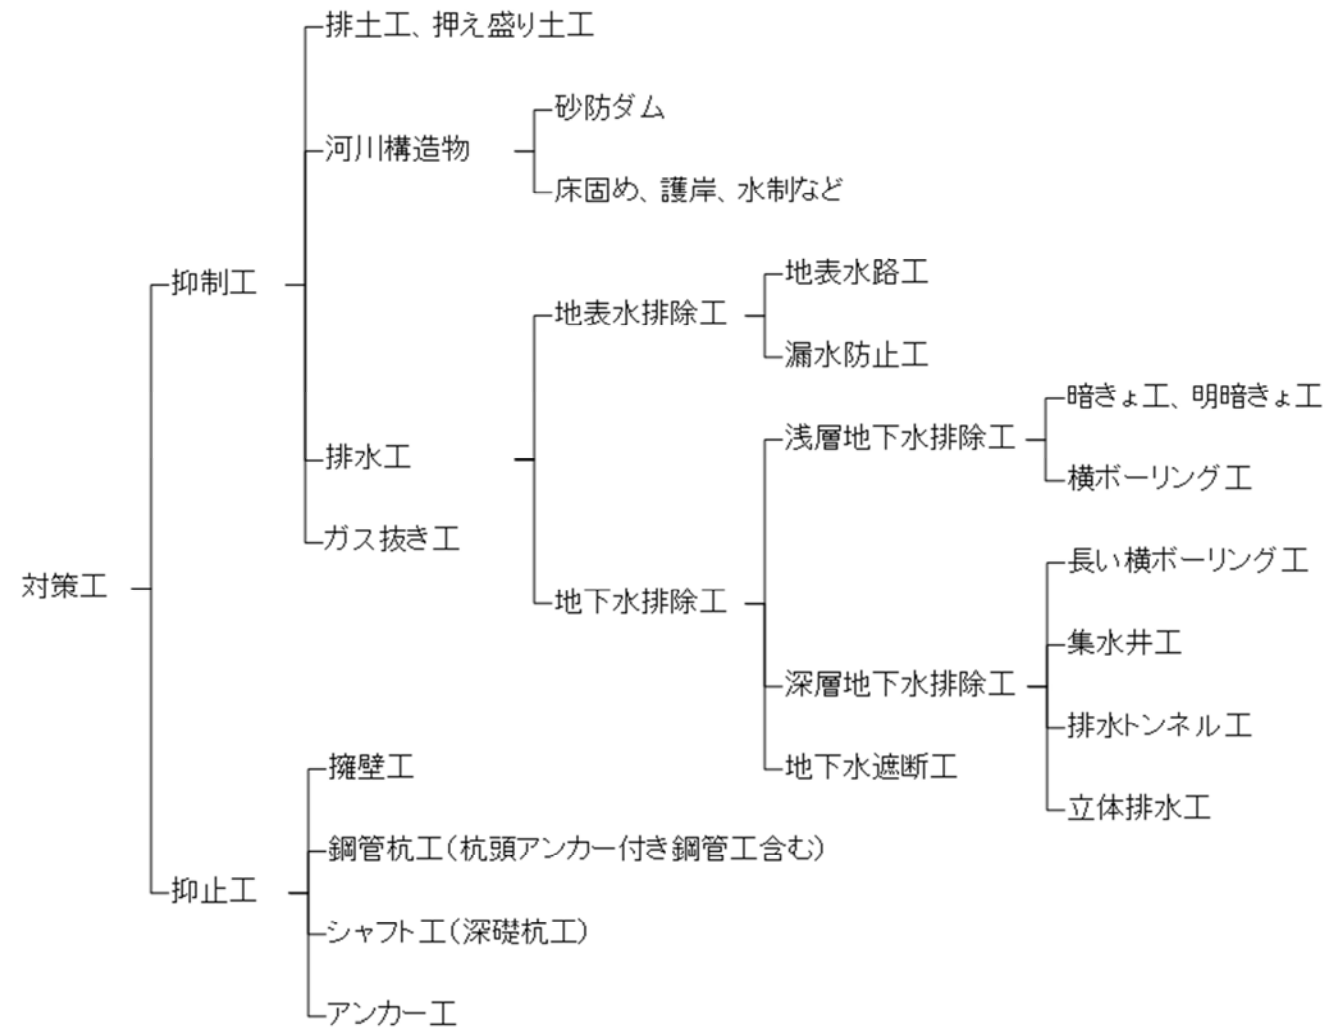 排土工、押え盛り土工
砂防ダム
河川構造物
床固め、護岸、水制など
地表水路工
抑制工
地表水排除工
漏水防止工
暗きょ工、明暗きょ工
浅層地下水排除工
排水工
横ボーリング工
ガス抜き工
長い横ボーリング工
対策工
地下水排除工
集水井工
深層地下水排除工
排水トンネル工
擁壁工
地下水遮断工
立体排水工
鋼管杭工(杭頭アンカー付き鋼管工含む)
抑止工
シャフト工(深礎杭工)
アンカー工